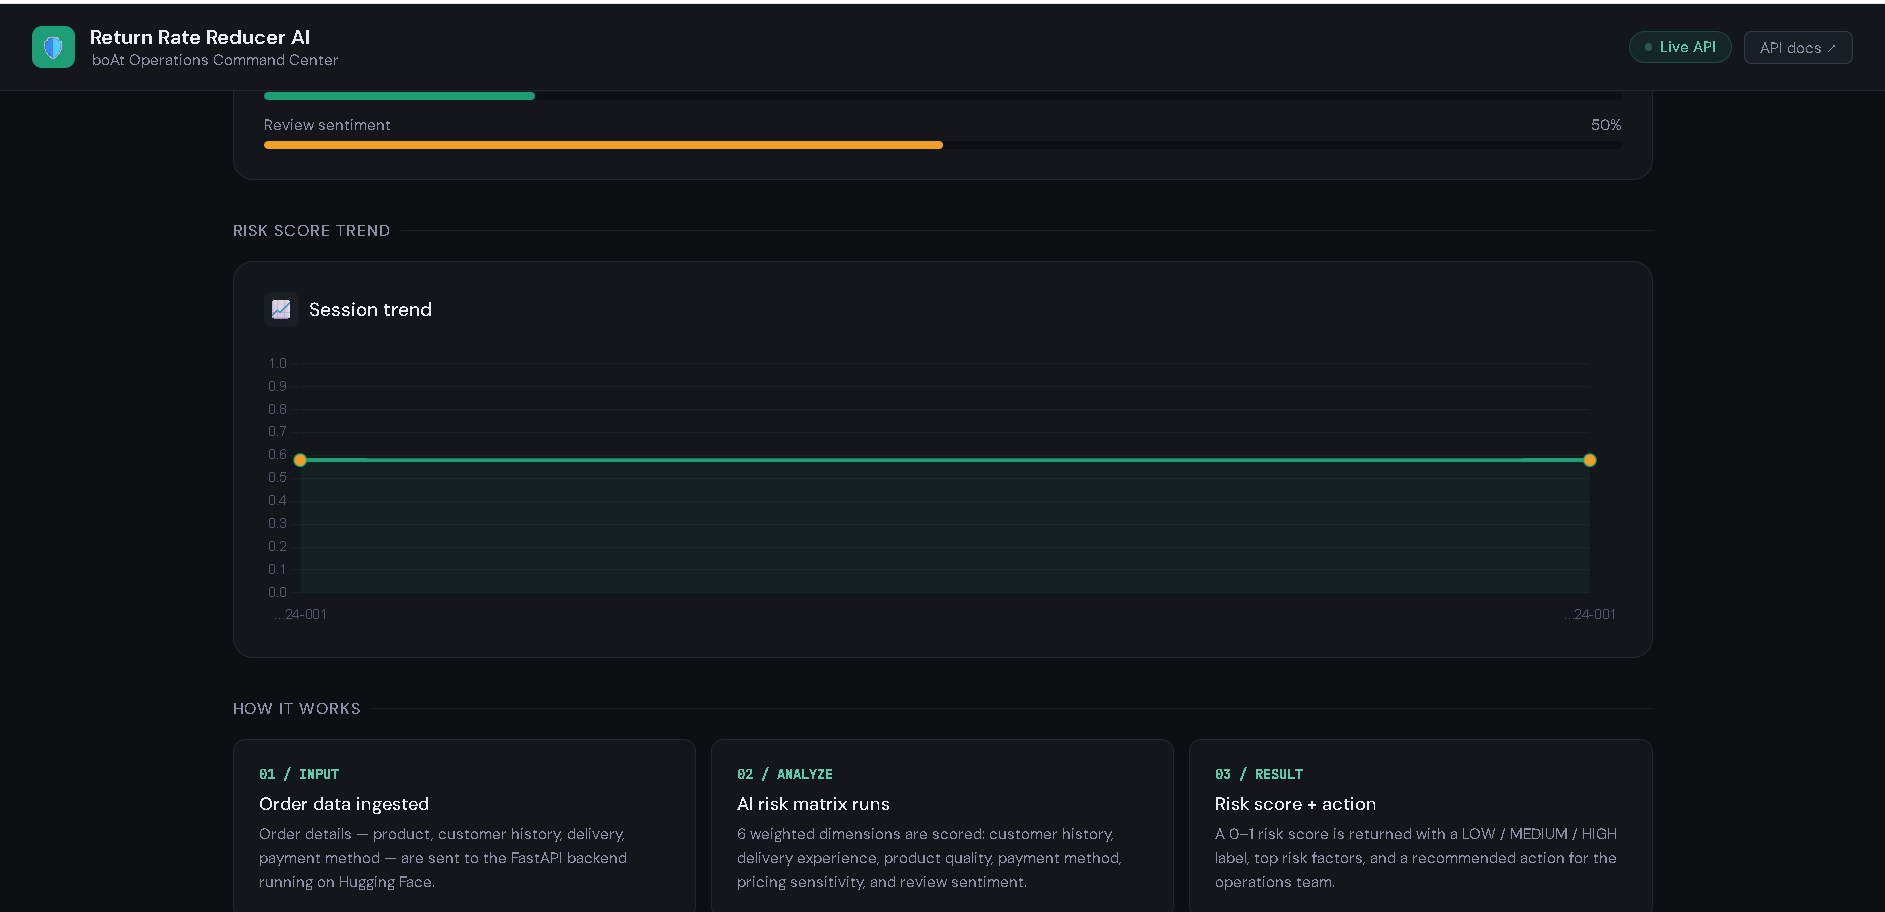 Return Rate Reducer AI
boAt Operations Command Center
Live API
API docs ↗
Review sentiment
50%
RISK SCORE TREND
Session trend
1.0
0.9
0.8
0.7
0.6
0.5
0.4
0.3
0.2
0.1
0.0
...24-001
...24-001
HOW IT WORKS
01 / INPUT
Order data ingested
Order details — product, customer history, delivery,
payment method — are sent to the FastAPI backend
running on Hugging Face.
02 / ANALYZE
AI risk matrix runs
6 weighted dimensions are scored: customer history,
delivery experience, product quality, payment method,
pricing sensitivity, and review sentiment.
03 / RESULT
Risk score + action
A 0–1 risk score is returned with a LOW / MEDIUM / HIGH
label, top risk factors, and a recommended action for the
operations team.